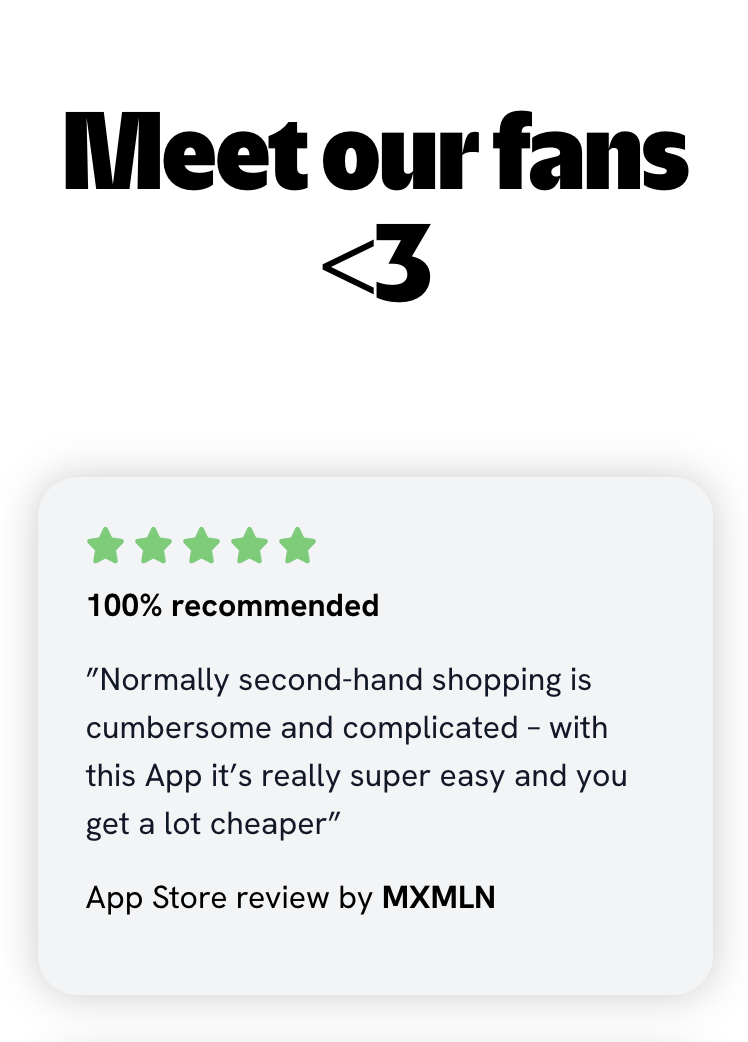 Meet our fans
<3
100% recommended
″Normally second-hand shopping is
cumbersome and complicated – with
this App it’s really super easy and you
get a lot cheaper″
App Store review by MXMLN